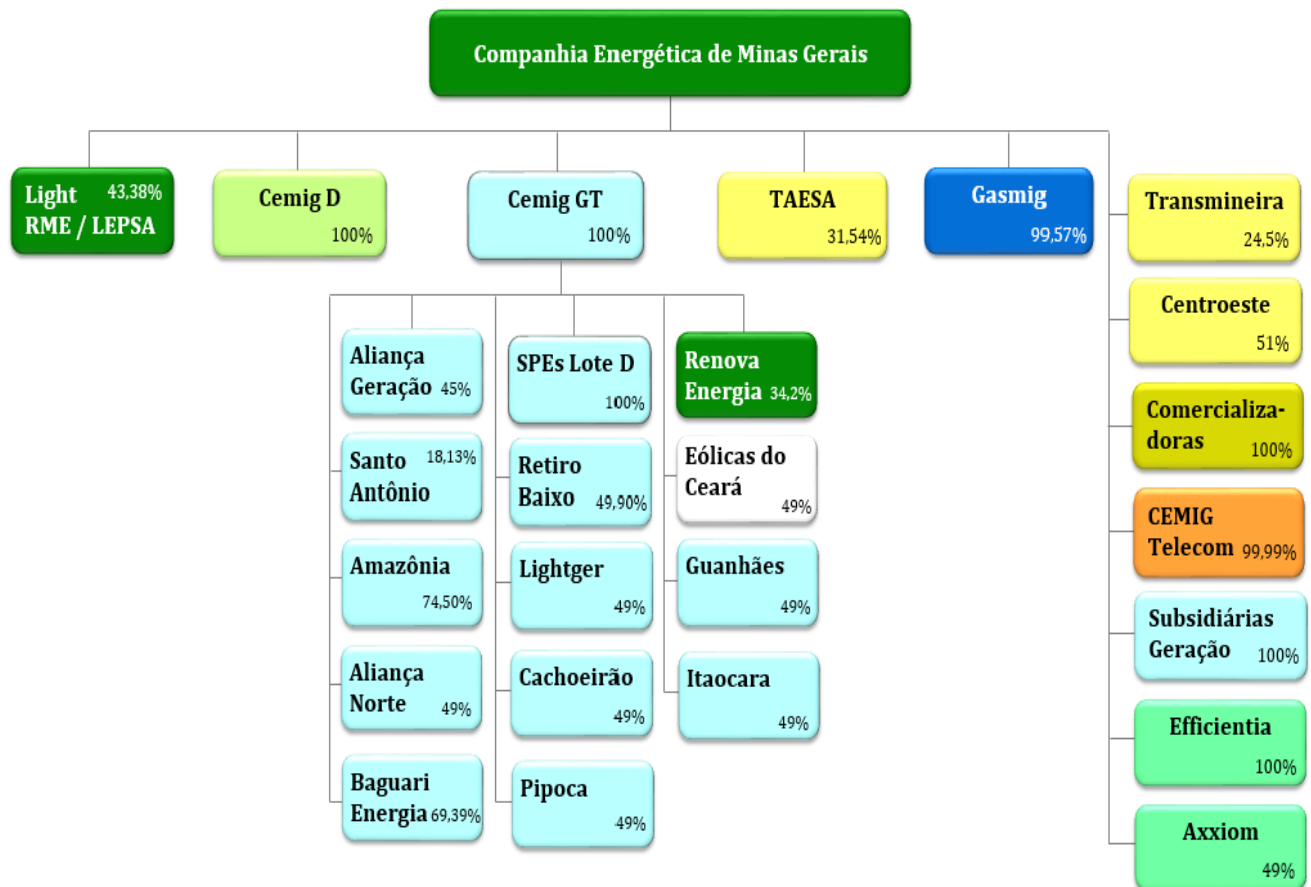 Companhia Energética de Minas Gerais
Light 43,38%
RME / LEPSA
Cemig D
100%
Cemig GT
100%
TAESA
31,54%
Gasmig
99,57%
Transmineira
24,5%
Centroeste
51%
Comercializa-
doras 100%
CEMIG
Telecom 99,99%
Subsidiárias
Geração 100%
Efficientia
100%
Axxiom
49%
Aliança
Geração 45%
Santo 18,13%
Antônio
Amazônia
74,50%
Aliança
Norte 49%
Baguari
Energia 69,39%
SPEs Lote D
100%
Retiro
Baixo 49,90%
Lightger
49%
Cachoeirão
49%
Pipoca
49%
Renova
Energia 34,2%
Eólicas do
Ceará
49%
Guanhães
49%
Itaocara
49%